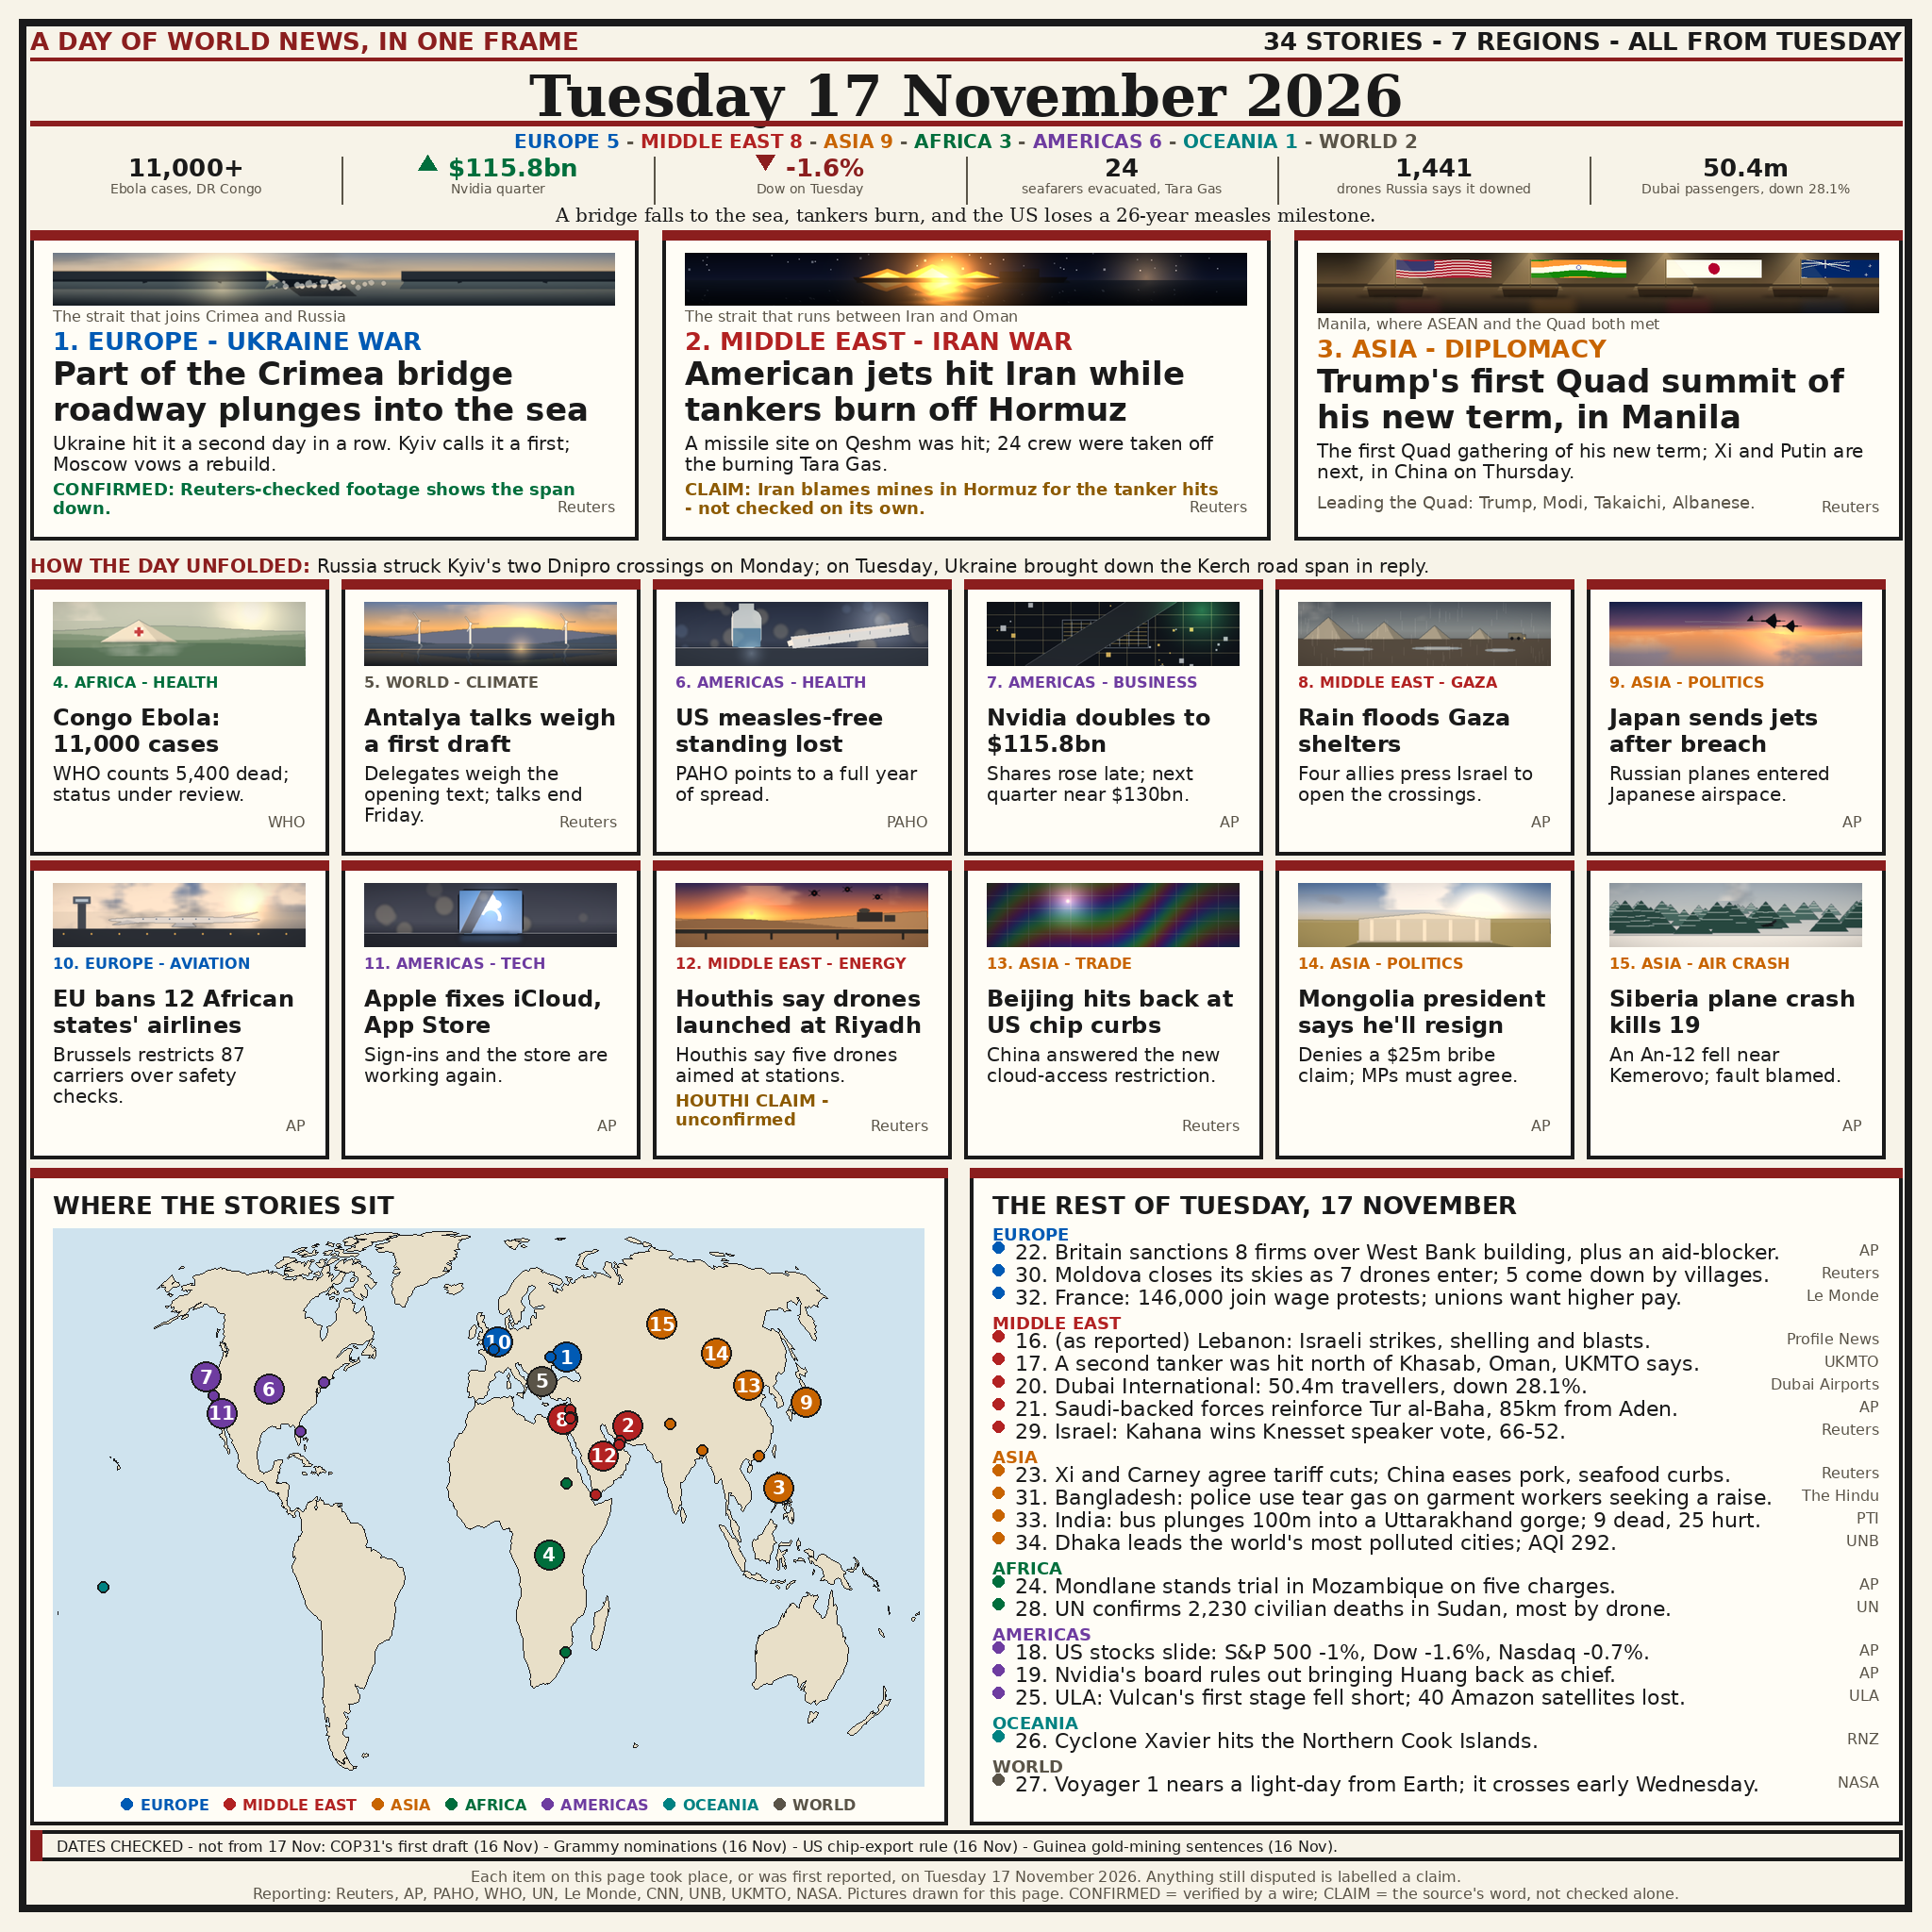 A DAY OF WORLD NEWS, IN ONE FRAME
34 STORIES - 7 REGIONS - ALL FROM TUESDAY
Tuesday 17 November 2026
EUROPE 5 - MIDDLE EAST 8 - ASIA 9 - AFRICA 3 - AMERICAS 6 - OCEANIA 1 - WORLD 2
11,000+
Ebola cases, DR Congo
$115.8bn
Nvidia quarter
-1.6%
Dow on Tuesday
24
seafarers evacuated, Tara Gas
1,441
drones Russia says it downed
50.4m
Dubai passengers, down 28.1%
A bridge falls to the sea, tankers burn, and the US loses a 26-year measles milestone.
The strait that joins Crimea and Russia
1. EUROPE - UKRAINE WAR
Part of the Crimea bridge
roadway plunges into the sea
Ukraine hit it a second day in a row. Kyiv calls it a first;
Moscow vows a rebuild.
CONFIRMED: Reuters-checked footage shows the span
down.
Reuters
The strait that runs between Iran and Oman
2. MIDDLE EAST - IRAN WAR
American jets hit Iran while
tankers burn off Hormuz
A missile site on Qeshm was hit; 24 crew were taken off
the burning Tara Gas.
CLAIM: Iran blames mines in Hormuz for the tanker hits
- not checked on its own.
Reuters
Manila, where ASEAN and the Quad both met
3. ASIA - DIPLOMACY
Trump's first Quad summit of
his new term, in Manila
The first Quad gathering of his new term; Xi and Putin are
next, in China on Thursday.
Leading the Quad: Trump, Modi, Takaichi, Albanese.
Reuters
HOW THE DAY UNFOLDED: Russia struck Kyiv's two Dnipro crossings on Monday; on Tuesday, Ukraine brought down the Kerch road span in reply.
4. AFRICA - HEALTH
Congo Ebola:
11,000 cases
WHO counts 5,400 dead;
status under review.
WHO
5. WORLD - CLIMATE
Antalya talks weigh
a first draft
Delegates weigh the
opening text; talks end
Friday.
Reuters
6. AMERICAS - HEALTH
US measles-free
standing lost
PAHO points to a full year
of spread.
PAHO
7. AMERICAS - BUSINESS
Nvidia doubles to
$115.8bn
Shares rose late; next
quarter near $130bn.
AP
8. MIDDLE EAST - GAZA
Rain floods Gaza
shelters
Four allies press Israel to
open the crossings.
AP
9. ASIA - POLITICS
Japan sends jets
after breach
Russian planes entered
Japanese airspace.
AP
10. EUROPE - AVIATION
EU bans 12 African
states' airlines
Brussels restricts 87
carriers over safety
checks.
AP
11. AMERICAS - TECH
Apple fixes iCloud,
App Store
Sign-ins and the store are
working again.
AP
12. MIDDLE EAST - ENERGY
Houthis say drones
launched at Riyadh
Houthis say five drones
aimed at stations.
HOUTHI CLAIM -
unconfirmed
Reuters
13. ASIA - TRADE
Beijing hits back at
US chip curbs
China answered the new
cloud-access restriction.
Reuters
14. ASIA - POLITICS
Mongolia president
says he'll resign
Denies a $25m bribe
claim; MPs must agree.
AP
15. ASIA - AIR CRASH
Siberia plane crash
kills 19
An An-12 fell near
Kemerovo; fault blamed.
AP
WHERE THE STORIES SIT
15
10
14
1
7
5
13
6
9
11
8
2
12
3
4
EUROPE MIDDLE EAST ASIA AFRICA AMERICAS OCEANIA WORLD
THE REST OF TUESDAY, 17 NOVEMBER
EUROPE
22. Britain sanctions 8 firms over West Bank building, plus an aid-blocker. AP
30. Moldova closes its skies as 7 drones enter; 5 come down by villages. Reuters
32. France: 146,000 join wage protests; unions want higher pay. Le Monde
MIDDLE EAST
16. (as reported) Lebanon: Israeli strikes, shelling and blasts. Profile News
17. A second tanker was hit north of Khasab, Oman, UKMTO says. UKMTO
20. Dubai International: 50.4m travellers, down 28.1%. Dubai Airports
21. Saudi-backed forces reinforce Tur al-Baha, 85km from Aden. AP
29. Israel: Kahana wins Knesset speaker vote, 66-52. Reuters
ASIA
23. Xi and Carney agree tariff cuts; China eases pork, seafood curbs. Reuters
31. Bangladesh: police use tear gas on garment workers seeking a raise. The Hindu
33. India: bus plunges 100m into a Uttarakhand gorge; 9 dead, 25 hurt. PTI
34. Dhaka leads the world's most polluted cities; AQI 292. UNB
AFRICA
24. Mondlane stands trial in Mozambique on five charges. AP
28. UN confirms 2,230 civilian deaths in Sudan, most by drone. UN
AMERICAS
18. US stocks slide: S&P 500 -1%, Dow -1.6%, Nasdaq -0.7%. AP
19. Nvidia's board rules out bringing Huang back as chief. AP
25. ULA: Vulcan's first stage fell short; 40 Amazon satellites lost. ULA
OCEANIA
26. Cyclone Xavier hits the Northern Cook Islands. RNZ
WORLD
27. Voyager 1 nears a light-day from Earth; it crosses early Wednesday. NASA
DATES CHECKED - not from 17 Nov: COP31's first draft (16 Nov) - Grammy nominations (16 Nov) - US chip-export rule (16 Nov) - Guinea gold-mining sentences (16 Nov).
Each item on this page took place, or was first reported, on Tuesday 17 November 2026. Anything still disputed is labelled a claim.
Reporting: Reuters, AP, PAHO, WHO, UN, Le Monde, CNN, UNB, UKMTO, NASA. Pictures drawn for this page. CONFIRMED = verified by a wire; CLAIM = the source's word, not checked alone.